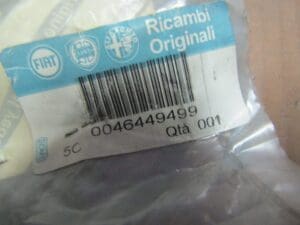 Ricambi
Originali
FIAT
0046449499
5C
Qtà 001